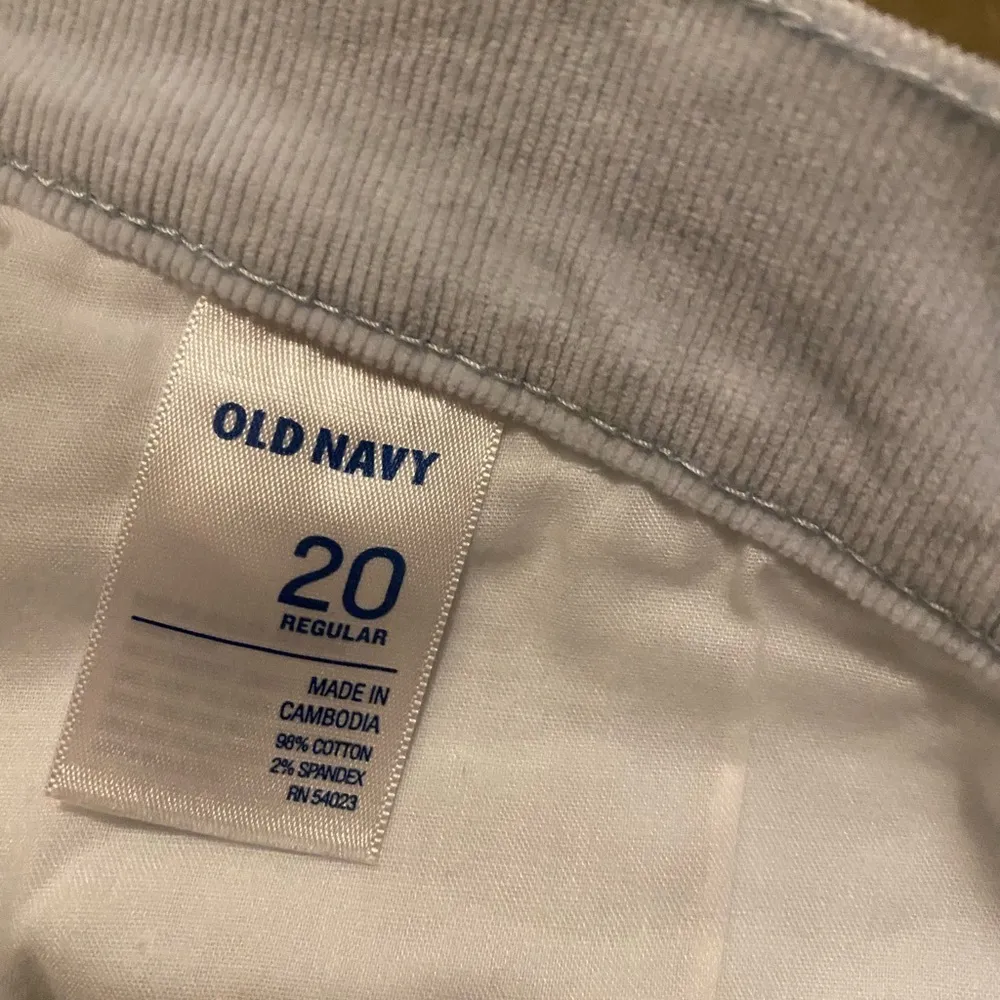 OLD NAVY
20
REGULAR
MADE IN
CAMBODIA
98% COTTON
2% SPANDEX
RN 54023